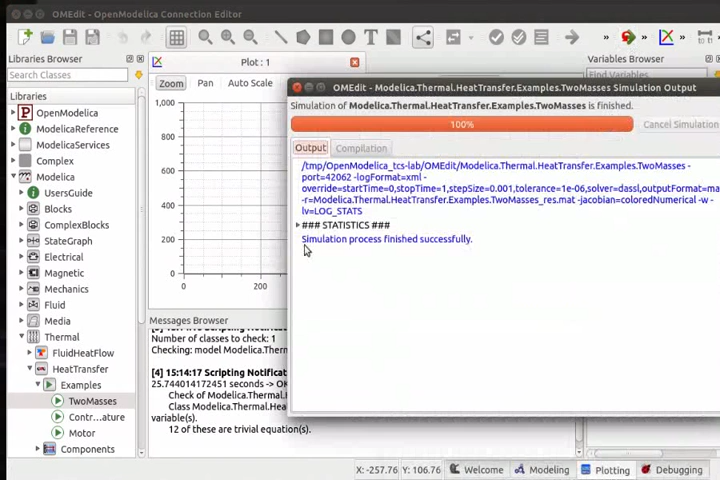 OMEdit - OpenModelica Connection Editor
Libraries Browser
Search Classes
Libraries
OpenModelica
ModelicaReference
ModelicaServices
Complex
Modelica
UsersGuide
Blocks
ComplexBlocks
StateGraph
Electrical
Magnetic
Mechanics
Fluid
Media
Thermal
FluidHeatFlow
HeatTransfer
Examples
TwoMasses
Contr...ature
Motor
Components
Plot : 1
Zoom
Pan
Auto Scale
1,000
800
600
400
200
0
0
200
Variables Browser
Find Variables
OMEdit - Modelica.Thermal.HeatTransfer.Examples.TwoMasses Simulation Output
Simulation of Modelica.Thermal.HeatTransfer.Examples.TwoMasses is finished.
100%
Cancel Simulation
Output
Compilation
/tmp/OpenModelica_tcs-lab/OMEdit/Modelica.Thermal.HeatTransfer.Examples.TwoMasses -
port=42062 -logFormat=xml -
override=startTime=0,stopTime=1,stepSize=0.001,tolerance=1e-06,solver=dassl,outputFormat=ma
-r=Modelica.Thermal.HeatTransfer.Examples.TwoMasses_res.mat -jacobian=coloredNumerical -w -
lv=LOG_STATS
### STATISTICS ###
Simulation process finished successfully.
Messages Browser
Number of classes to check: 1
Checking: model Modelica.Therm
[4] 15:14:17 Scripting Notificat
25.744014172451 seconds -> OK
Check of Modelica.Thermal.Hea
Class Modelica.Thermal.Hea
variable(s).
12 of these are trivial equation(s).
X: -257.76
Y: 106.76
Welcome
Modeling
Plotting
Debugging